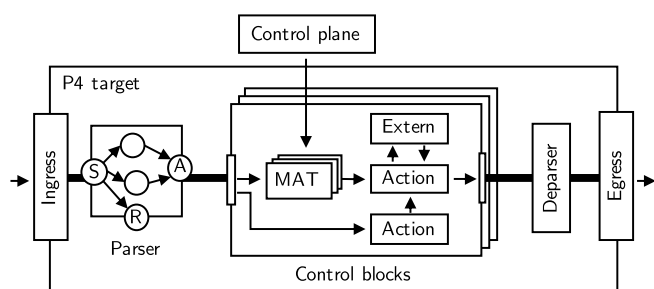 Control plane
P4 target
Ingress
S
A
R
Parser
MAT
Extern
Action
Action
Control blocks
Deparser
Egress